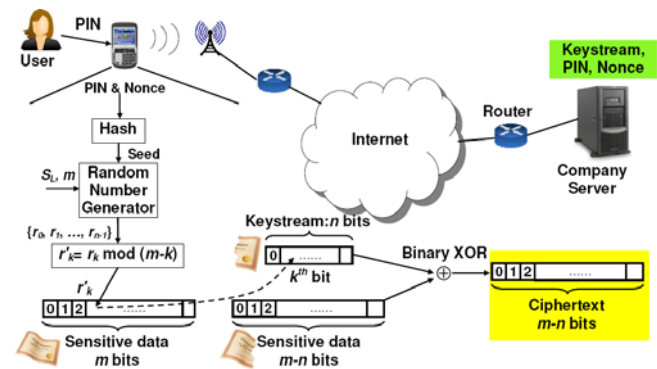 PIN
User
PIN & Nonce
Hash
Seed
S_L, m
Random
Number
Generator
{r_0, r_1, ..., r_{n-1}}
r'_k= r_k mod (m-k)
r'_k
0 1 2 ......
Sensitive data
m bits
Internet
Router
Keystream,
PIN, Nonce
Company
Server
Keystream:n bits
0 ......
k^th bit
0 1 2 ......
Sensitive data
m-n bits
Binary XOR
⊕
0 1 2 ......
Ciphertext
m-n bits